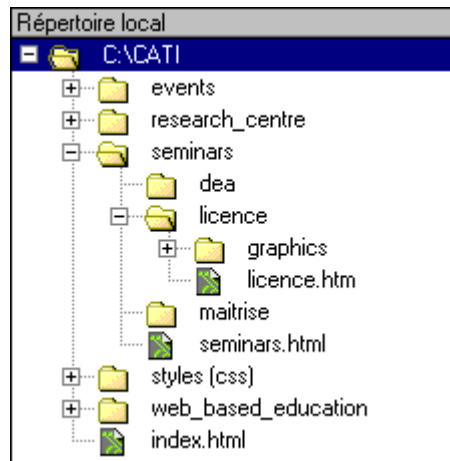 Répertoire local
C:\CATI
events
research_centre
seminars
dea
licence
graphics
licence.htm
maitrise
seminars.html
styles (css)
web_based_education
index.html